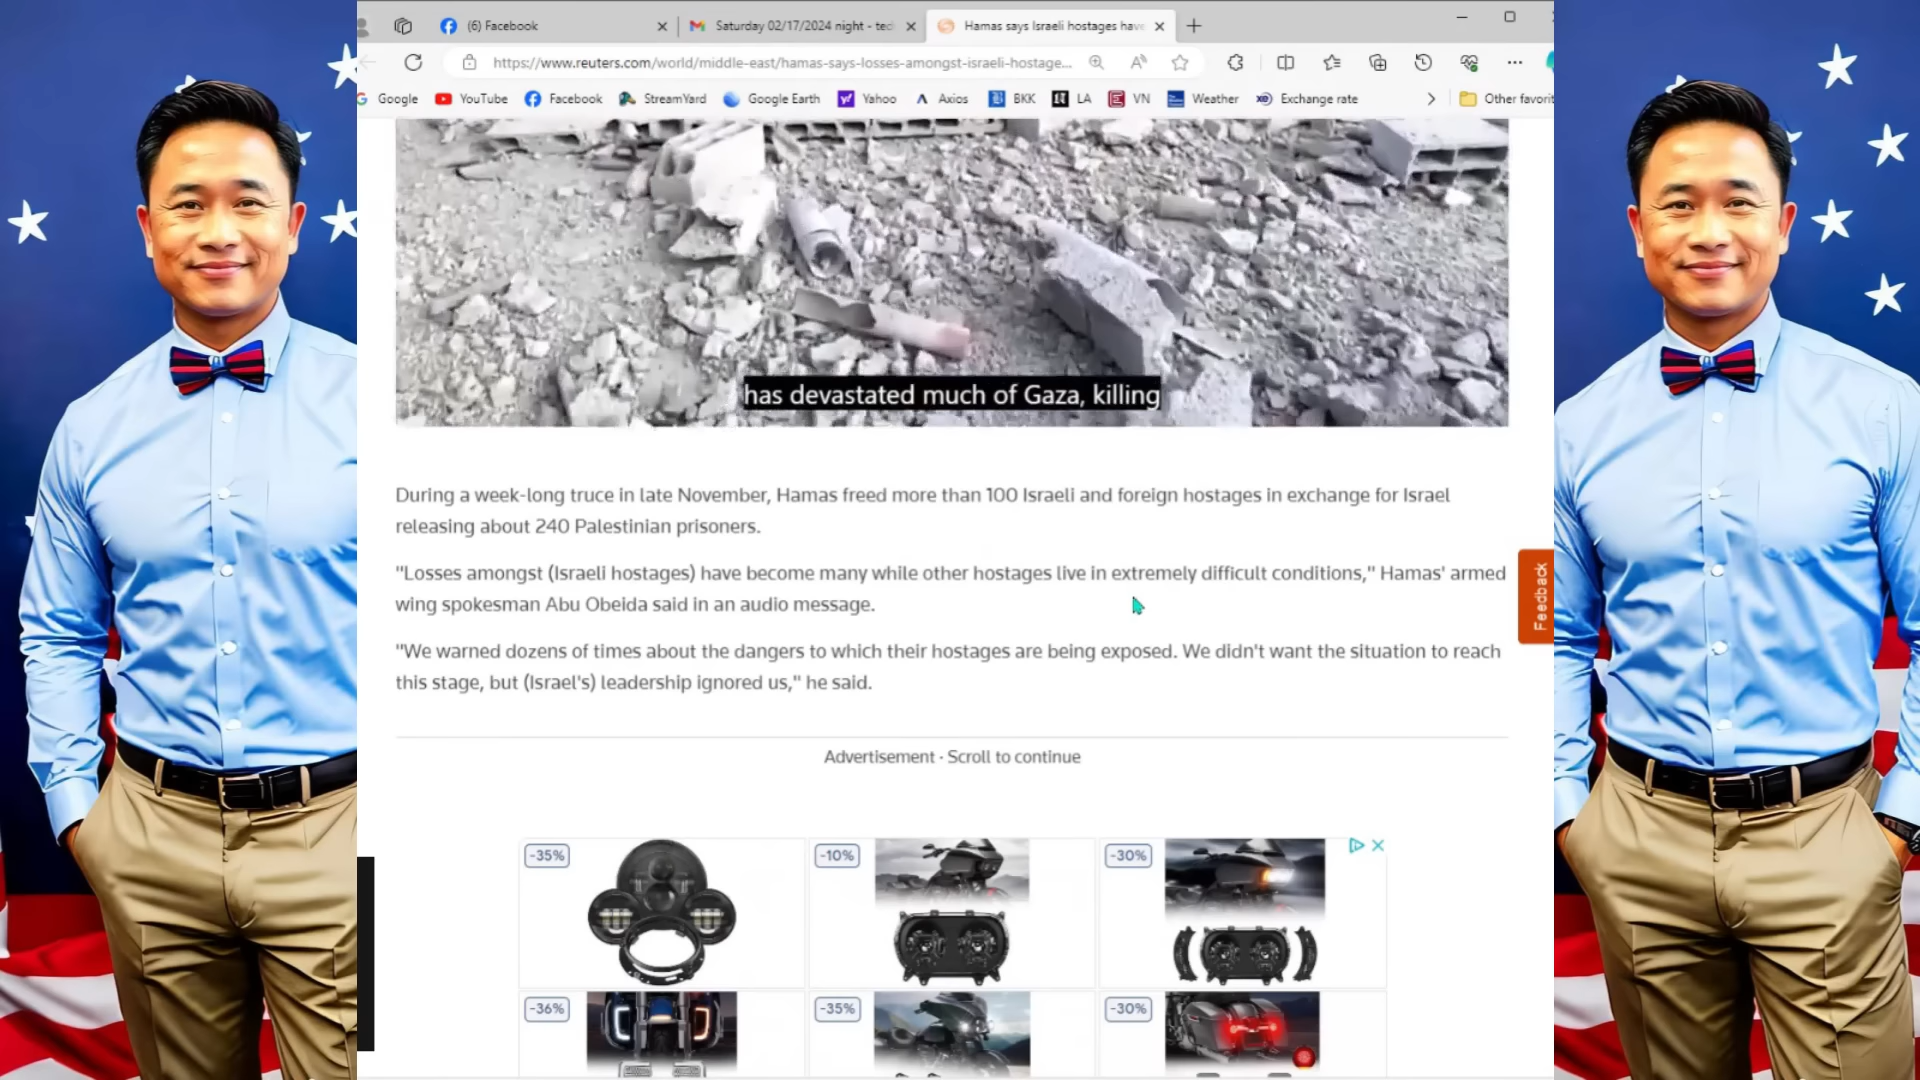 (6) Facebook
Saturday 02/17/2024 night - tec
Hamas says Israeli hostages have
https://www.reuters.com/world/middle-east/hamas-says-losses-amongst-israeli-hostage...
Google YouTube Facebook StreamYard Google Earth Yahoo Axios BKK LA VN Weather Exchange rate Other favorit
has devastated much of Gaza, killing
During a week-long truce in late November, Hamas freed more than 100 Israeli and foreign hostages in exchange for Israel
releasing about 240 Palestinian prisoners.
"Losses amongst (Israeli hostages) have become many while other hostages live in extremely difficult conditions," Hamas' armed
wing spokesman Abu Obeida said in an audio message.
"We warned dozens of times about the dangers to which their hostages are being exposed. We didn't want the situation to reach
this stage, but (Israel's) leadership ignored us," he said.
Feedback
Advertisement · Scroll to continue
-35%
-10%
-30%
-36%
-35%
-30%